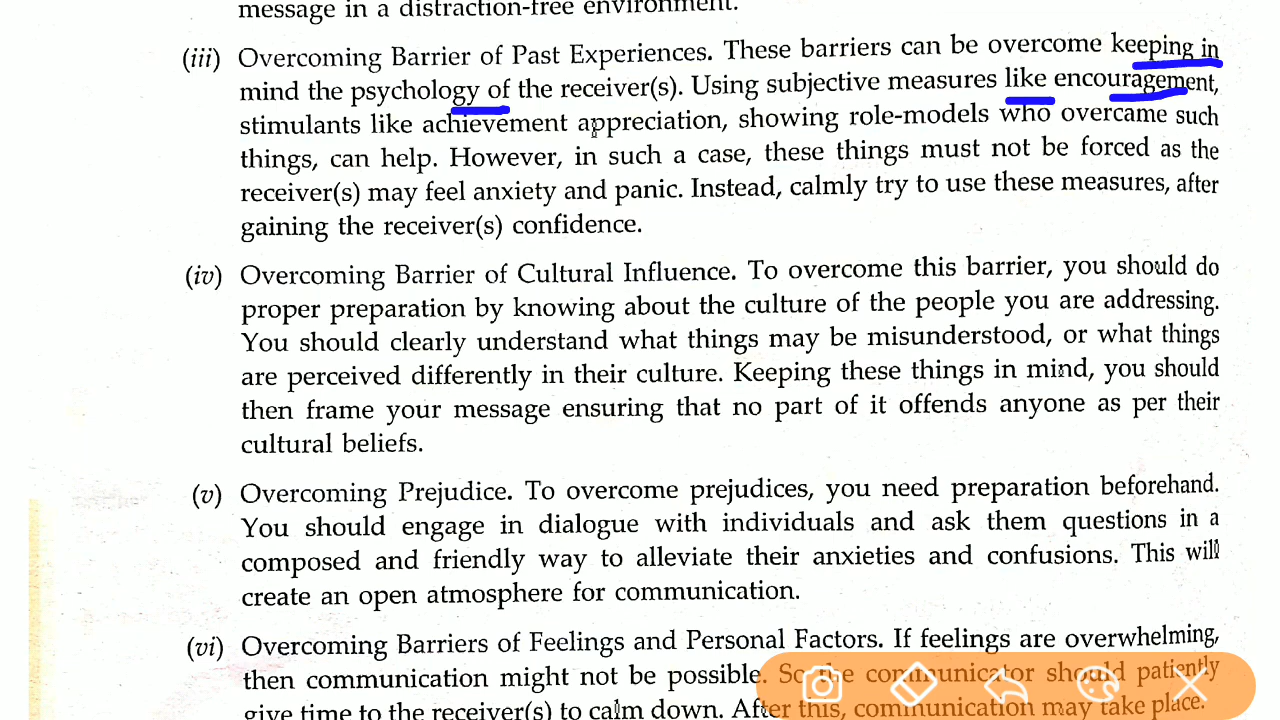 message in a distraction-free environment.
(iii) Overcoming Barrier of Past Experiences. These barriers can be overcome keeping in
mind the psychology of the receiver(s). Using subjective measures like encouragement,
stimulants like achievement appreciation, showing role-models who overcame such
things, can help. However, in such a case, these things must not be forced as the
receiver(s) may feel anxiety and panic. Instead, calmly try to use these measures, after
gaining the receiver(s) confidence.
(iv) Overcoming Barrier of Cultural Influence. To overcome this barrier, you should do
proper preparation by knowing about the culture of the people you are addressing.
You should clearly understand what things may be misunderstood, or what things
are perceived differently in their culture. Keeping these things in mind, you should
then frame your message ensuring that no part of it offends anyone as per their
cultural beliefs.
(v) Overcoming Prejudice. To overcome prejudices, you need preparation beforehand.
You should engage in dialogue with individuals and ask them questions in a
composed and friendly way to alleviate their anxieties and confusions. This will
create an open atmosphere for communication.
(vi) Overcoming Barriers of Feelings and Personal Factors. If feelings are overwhelming,
then communication might not be possible. So the communicator should patiently
give time to the receiver(s) to calm down. After this, communication may take place.